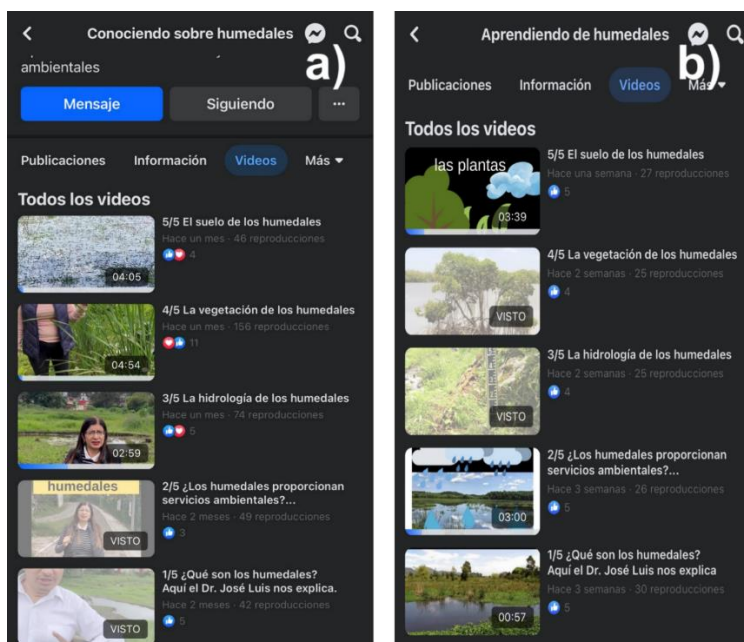 Conociendo sobre humedales
a)
ambientales
Mensaje
Siguiendo
...
Publicaciones
Información
Videos
Más
Todos los videos
04:05
5/5 El suelo de los humedales
Hace un mes · 46 reproducciones
4
04:54
4/5 La vegetación de los humedales
Hace un mes · 156 reproducciones
11
02:59
3/5 La hidrología de los humedales
Hace un mes · 74 reproducciones
5
humedales
VISTO
2/5 ¿Los humedales proporcionan
servicios ambientales?...
Hace 2 meses · 49 reproducciones
3
VISTO
1/5 ¿Qué son los humedales?
Aquí el Dr. José Luis nos explica.
Hace 2 meses · 42 reproducciones
5
Aprendiendo de humedales
b)
Publicaciones
Información
Videos
Más
Todos los videos
las plantas
03:39
5/5 El suelo de los humedales
Hace una semana · 27 reproducciones
5
VISTO
4/5 La vegetación de los humedales
Hace 2 semanas · 25 reproducciones
4
VISTO
3/5 La hidrología de los humedales
Hace 2 semanas · 25 reproducciones
4
03:00
2/5 ¿Los humedales proporcionan
servicios ambientales?...
Hace 3 semanas · 26 reproducciones
5
00:57
1/5 ¿Qué son los humedales?
Aquí el Dr. José Luis nos explica
Hace 3 semanas · 30 reproducciones
5